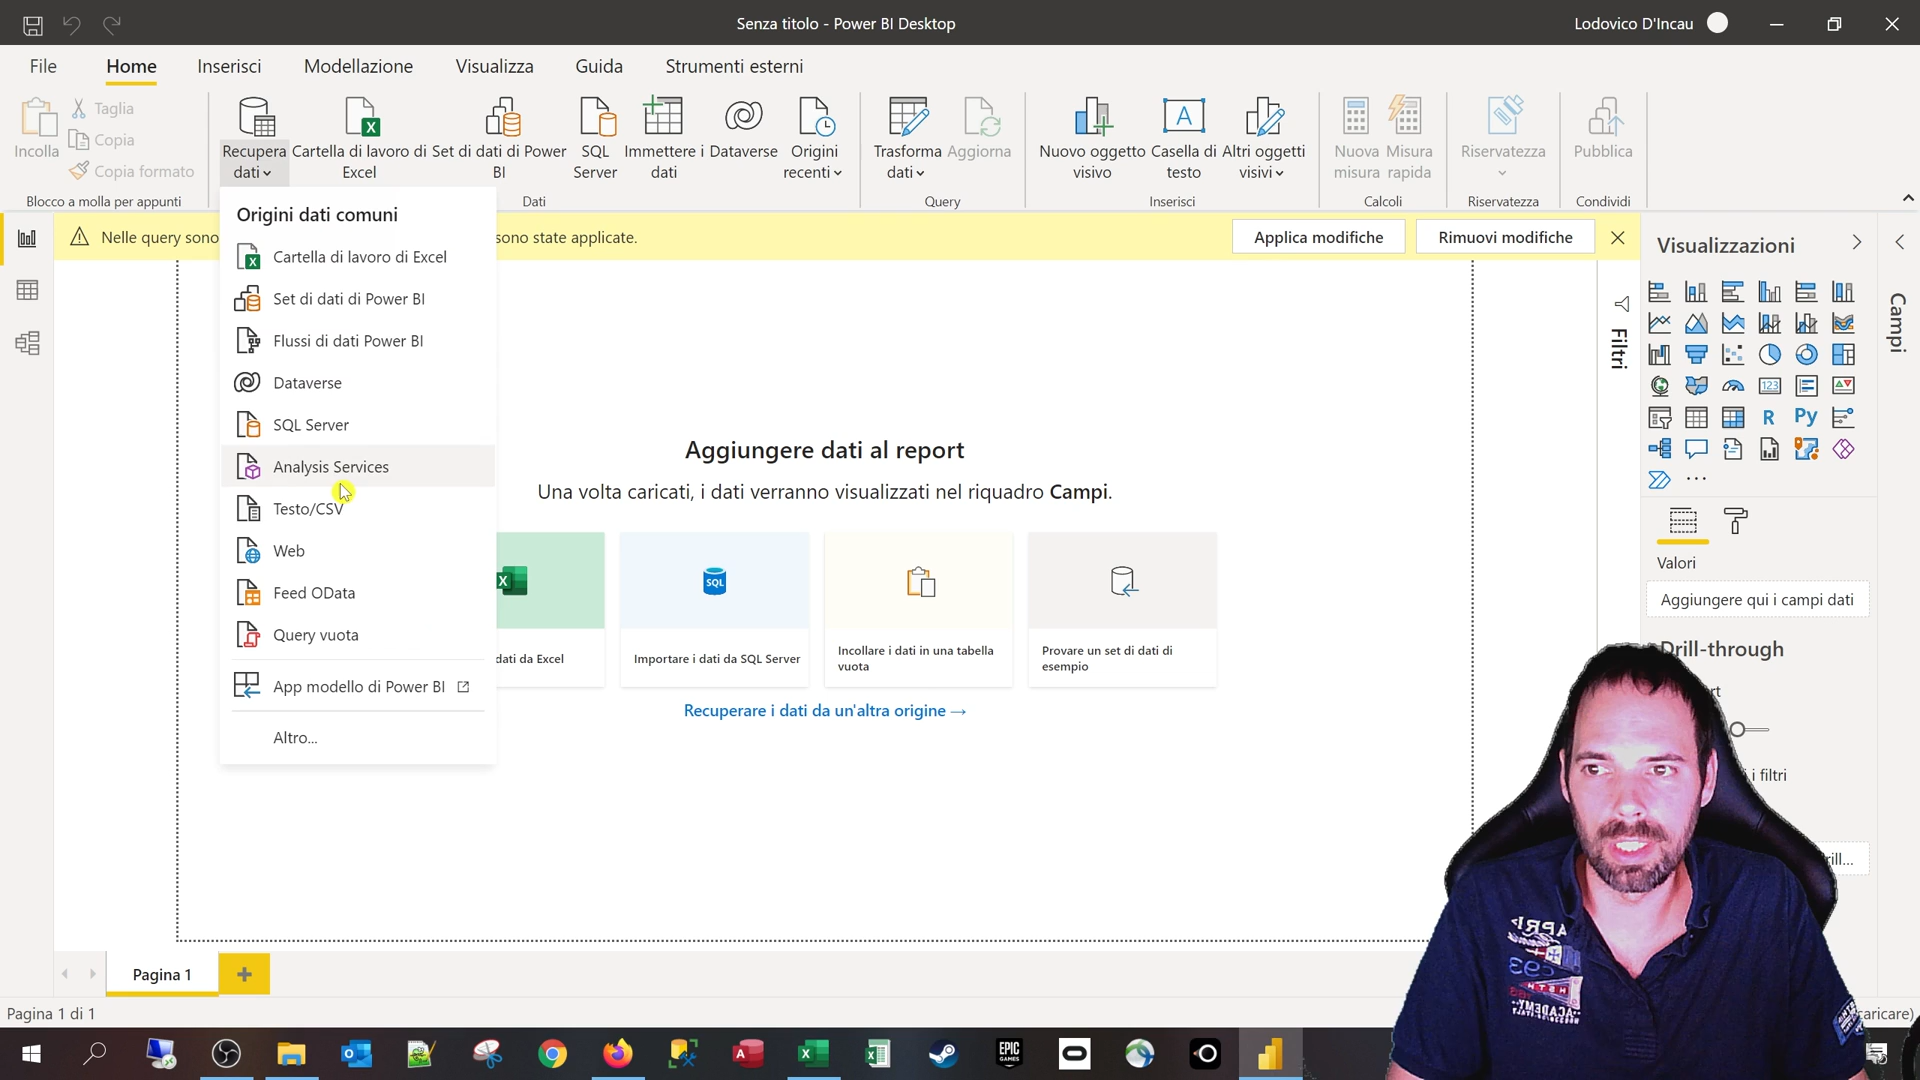 Senza titolo - Power BI Desktop
Lodovico D'Incau
File
Home
Inserisci
Modellazione
Visualizza
Guida
Strumenti esterni
Incolla
Taglia
Copia
Copia formato
Blocco a molla per appunti
Recupera
dati
Cartella di lavoro di
Excel
Set di dati di Power
BI
SQL
Server
Immettere i
dati
Dataverse
Origini
recenti
Dati
Trasforma
dati
Aggiorna
Query
Nuovo oggetto
visivo
Casella di
testo
Altri oggetti
visivi
Inserisci
Nuova
misura
Misura
rapida
Calcoli
Riservatezza
Riservatezza
Pubblica
Condividi
Nelle query sono
sono state applicate.
Applica modifiche
Rimuovi modifiche
Origini dati comuni
Cartella di lavoro di Excel
Set di dati di Power BI
Flussi di dati Power BI
Dataverse
SQL Server
Analysis Services
Testo/CSV
Web
Feed OData
Query vuota
App modello di Power BI
Altro...
Aggiungere dati al report
Una volta caricati, i dati verranno visualizzati nel riquadro Campi.
SQL
dati da Excel
Importare i dati da SQL Server
Incollare i dati in una tabella
vuota
Provare un set di dati di
esempio
Recuperare i dati da un'altra origine →
Filtri
Visualizzazioni
Campi
123
R
Py
Valori
Aggiungere qui i campi dati
Drill-through
i filtri
Pagina 1
Pagina 1 di 1
EPIC
GAMES
ACADEMY